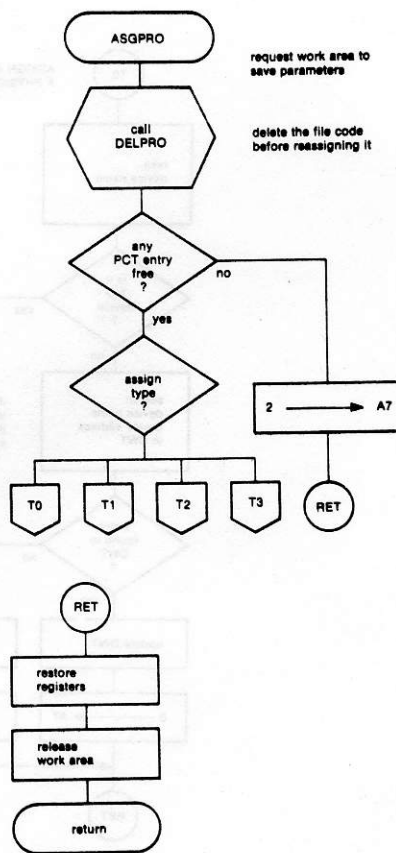 ASGPRO
request work area to
save parameters
call
DELPRO
delete the file code
before reassigning it
any
PCT entry
free
?
no
yes
assign
type
?
2 → A7
T0
T1
T2
T3
RET
RET
restore
registers
release
work area
return